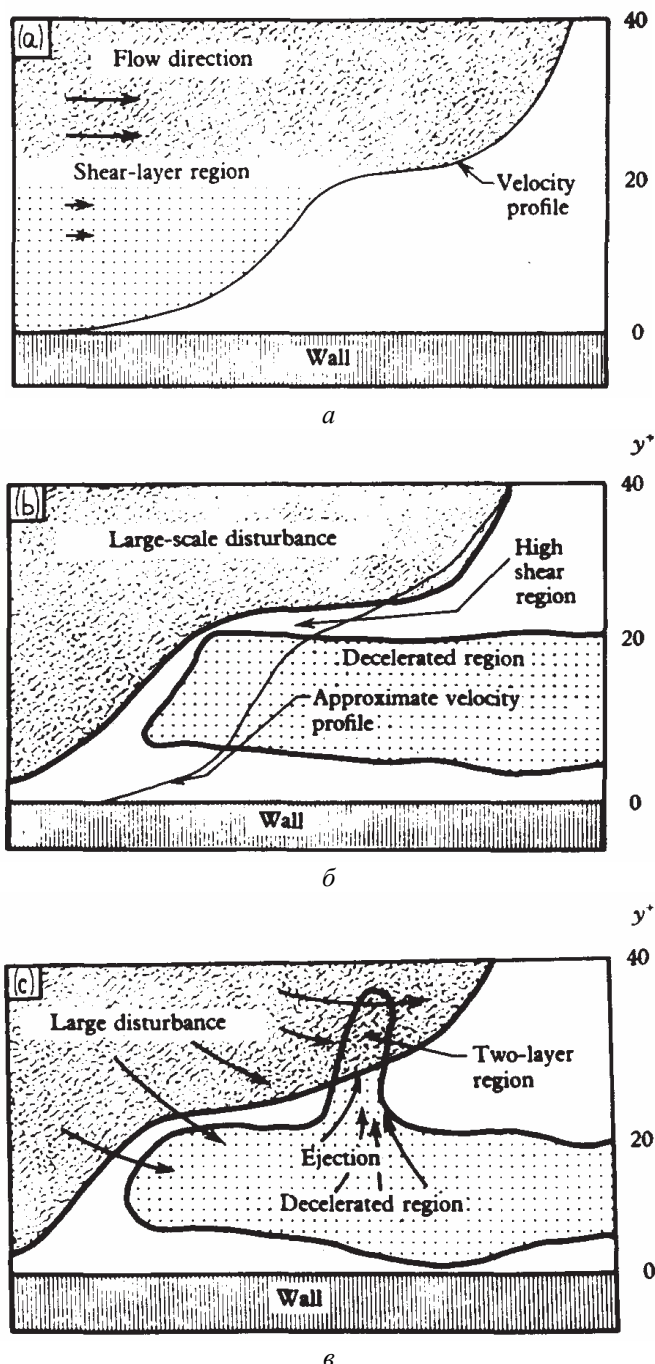 (a)
40
Flow direction
Shear-layer region
Velocity
profile
20
0
Wall
а
y⁺
(b)
40
Large-scale disturbance
High
shear
region
20
Decelerated region
Approximate velocity
profile
0
Wall
б
y⁺
(c)
40
Large disturbance
Two-layer
region
20
Ejection
Decelerated region
0
Wall
в